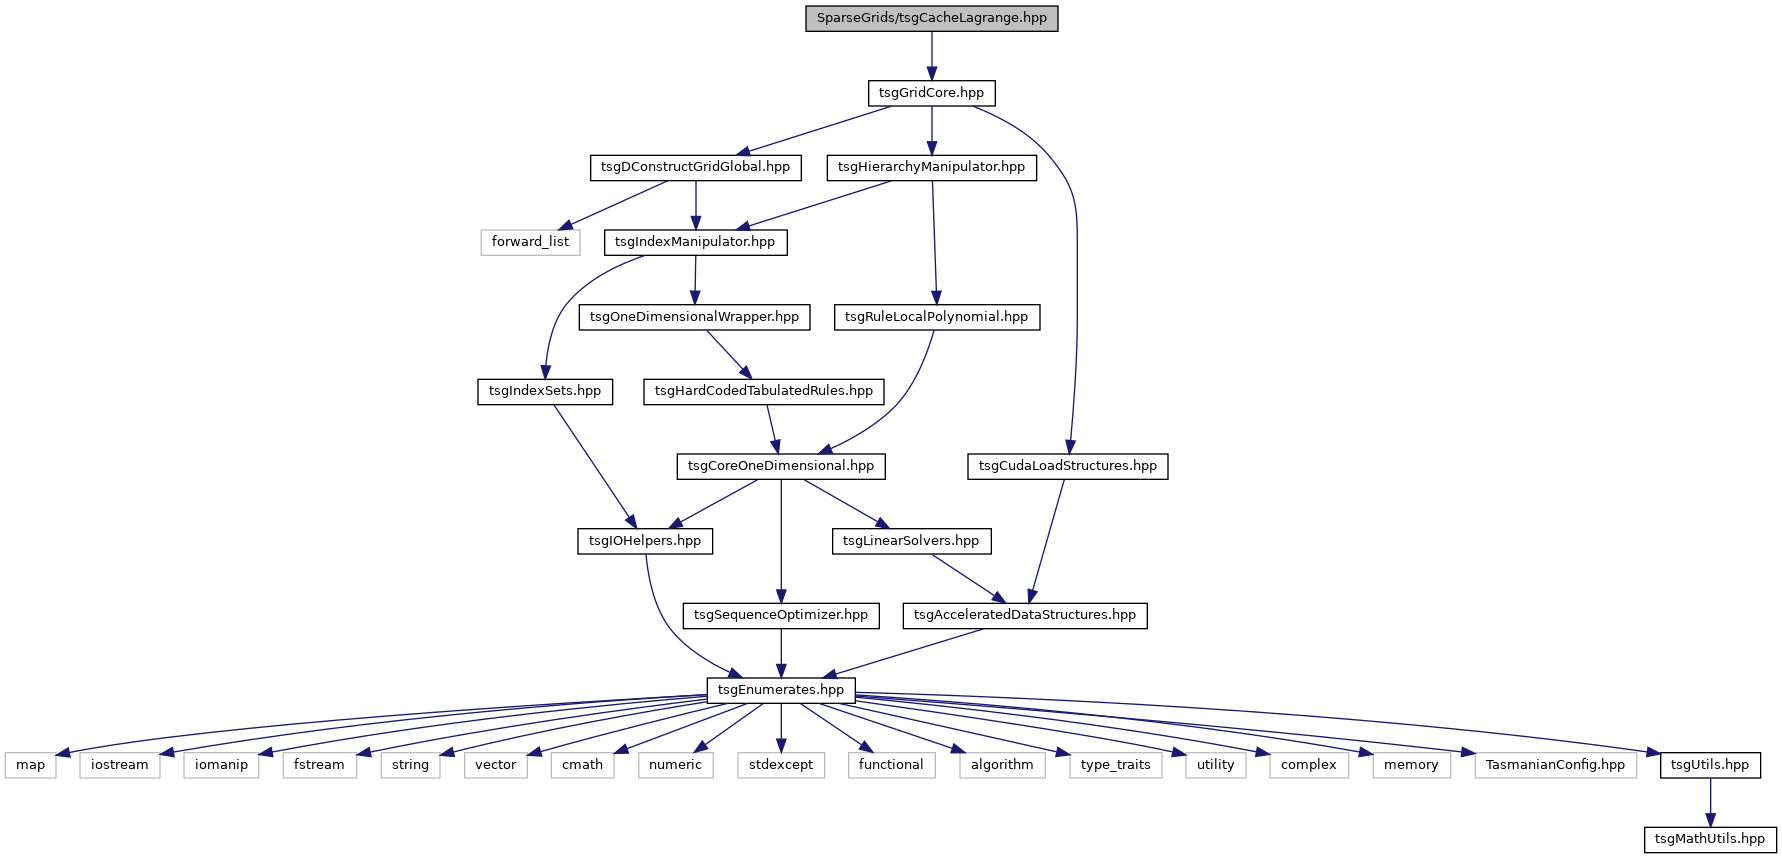 SparseGrids/tsgCacheLagrange.hpp
tsgGridCore.hpp
tsgDConstructGridGlobal.hpp
tsgHierarchyManipulator.hpp
forward_list
tsgIndexManipulator.hpp
tsgOneDimensionalWrapper.hpp
tsgRuleLocalPolynomial.hpp
tsgIndexSets.hpp
tsgHardCodedTabulatedRules.hpp
tsgCoreOneDimensional.hpp
tsgCudaLoadStructures.hpp
tsgIOHelpers.hpp
tsgLinearSolvers.hpp
tsgSequenceOptimizer.hpp
tsgAcceleratedDataStructures.hpp
tsgEnumerates.hpp
map
iostream
iomanip
fstream
string
vector
cmath
numeric
stdexcept
functional
algorithm
type_traits
utility
complex
memory
TasmanianConfig.hpp
tsgUtils.hpp
tsgMathUtils.hpp